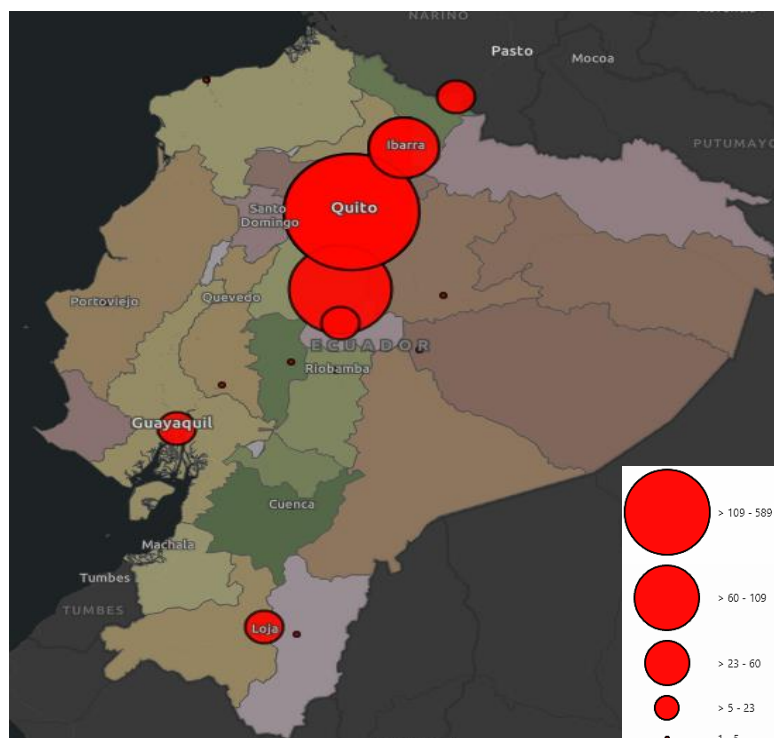 NARIÑO
Pasto
Mocoa
Ibarra
PUTUMAYO
Quito
Santo
Domingo
Portoviejo
Quevedo
ECUADOR
Riobamba
Guayaquil
Cuenca
Machala
Tumbes
TUMBES
Loja
> 109 - 589
> 60 - 109
> 23 - 60
> 5 - 23